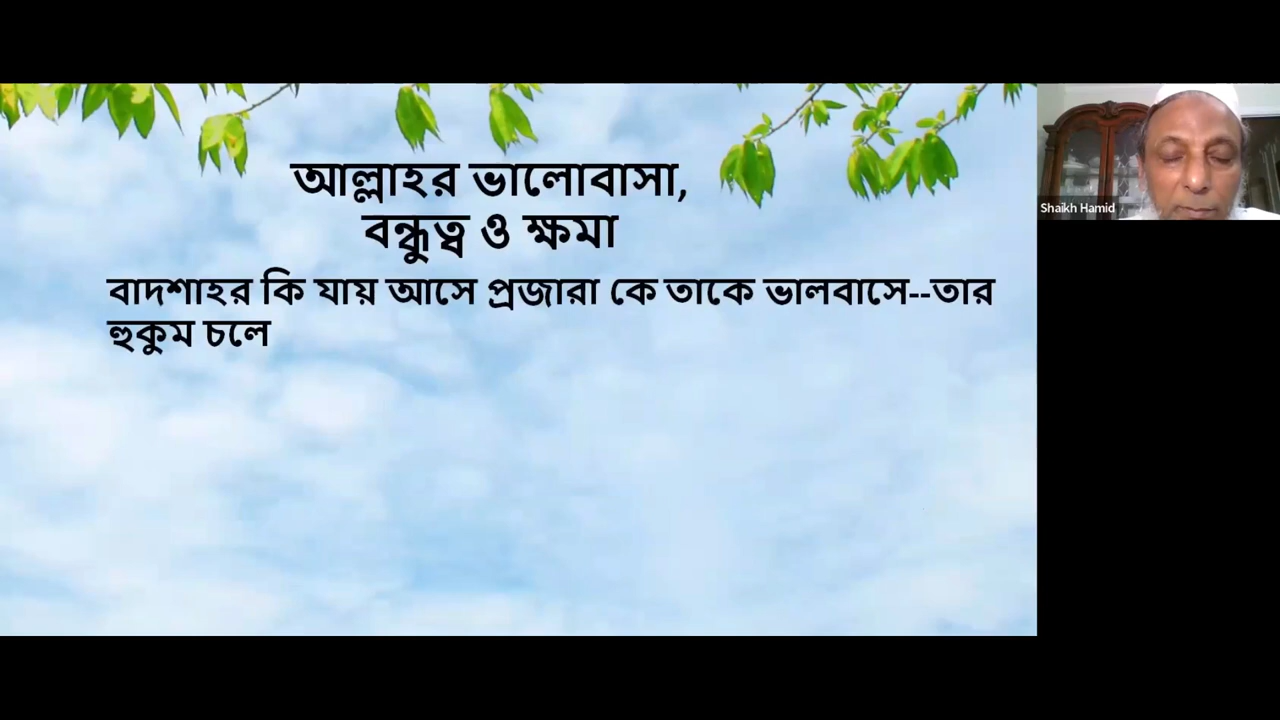 আল্লাহর ভালোবাসা,
বন্ধুত্ব ও ক্ষমা
বাদশাহর কি যায় আসে প্রজারা কে তাকে ভালবাসে--তার
হুকুম চলে
Shaikh Hamid